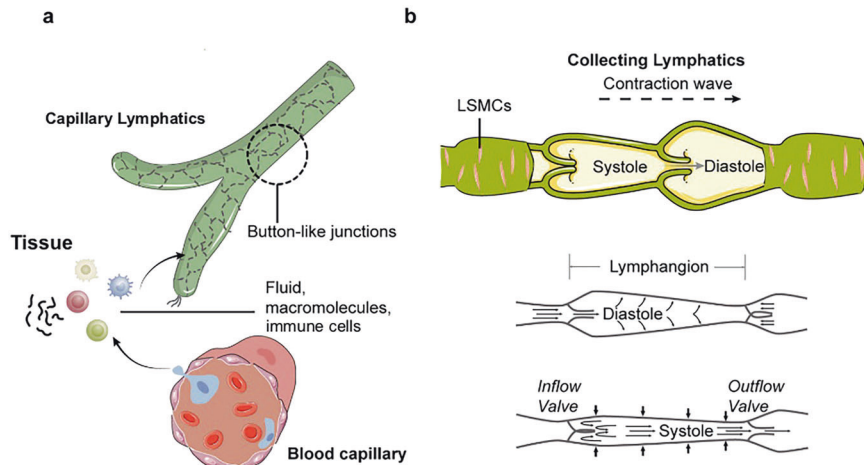 a
Capillary Lymphatics
Button-like junctions
Tissue
Fluid,
macromolecules,
immune cells
Blood capillary
b
Collecting Lymphatics
Contraction wave
LSMCs
Systole
Diastole
Lymphangion
Diastole
Inflow
Valve
Outflow
Valve
Systole